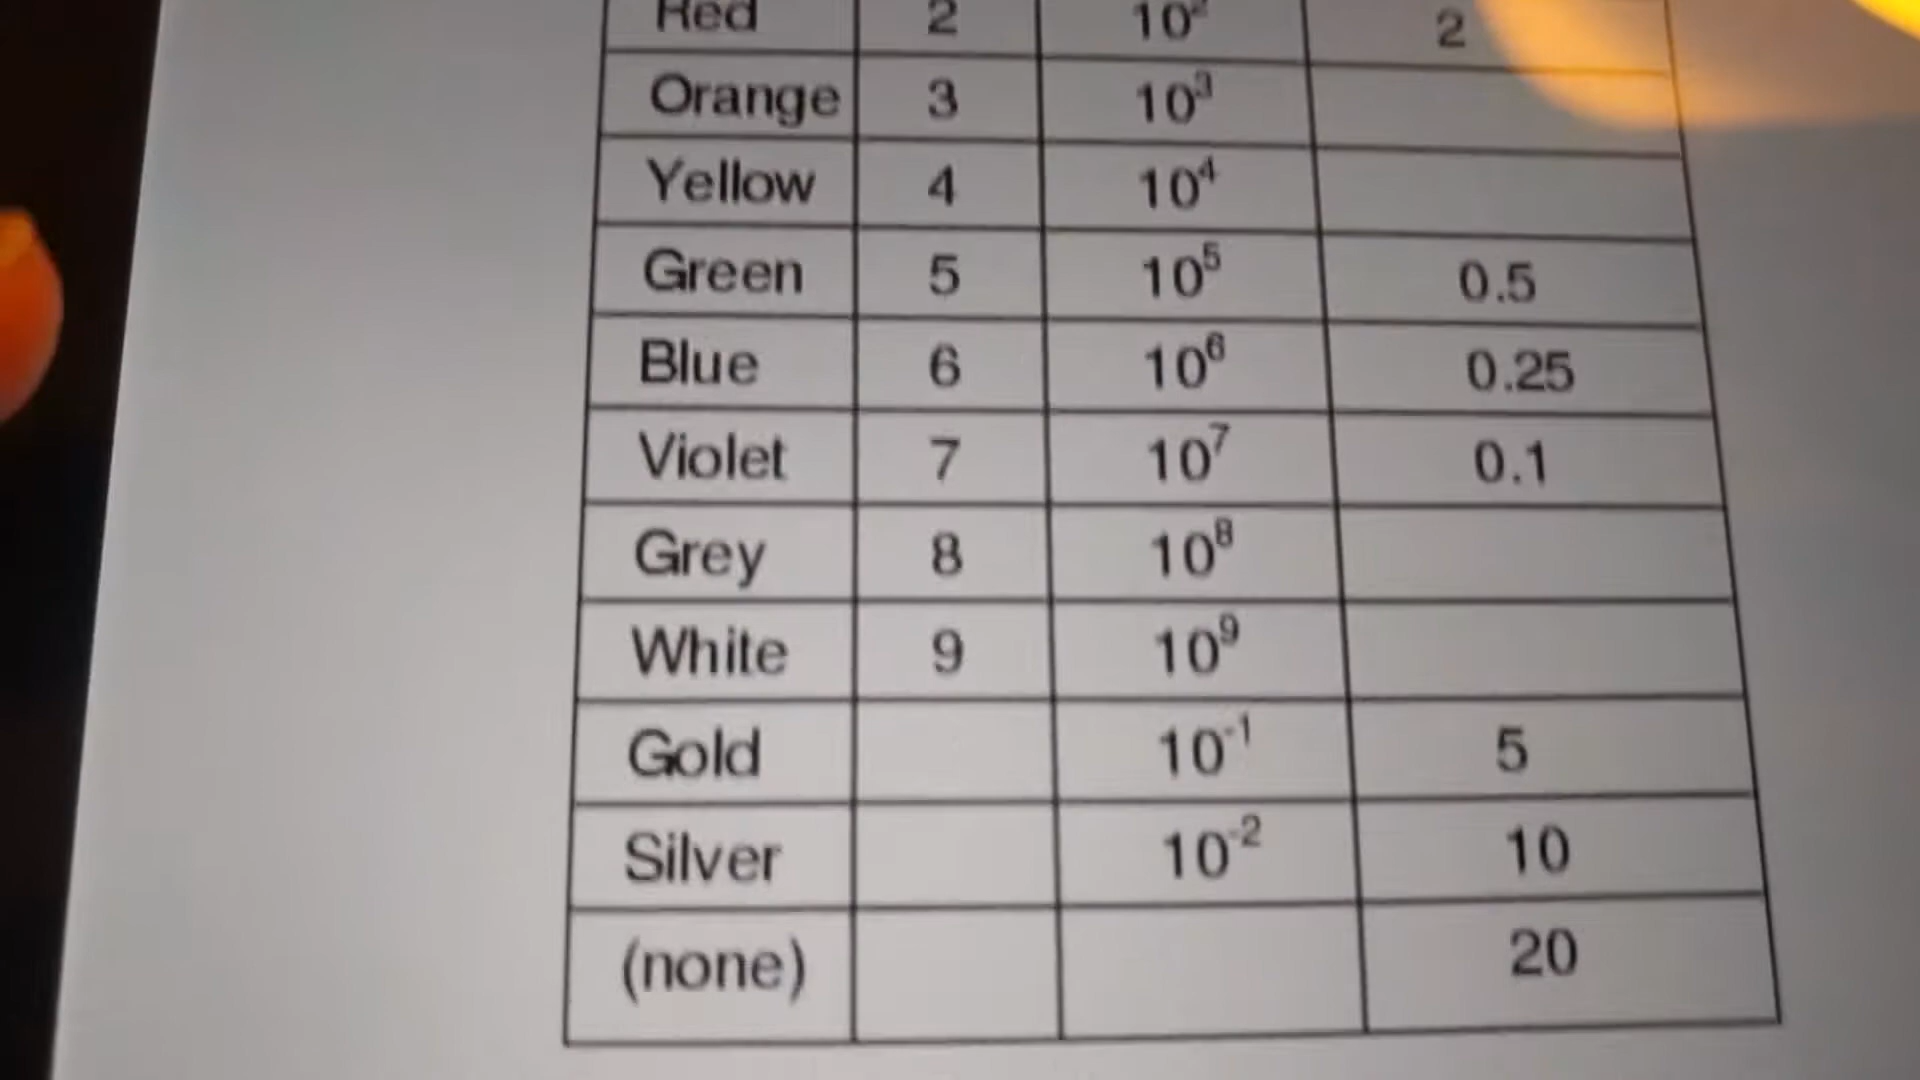 Red 2 10² 2
Orange 3 10³
Yellow 4 10⁴
Green 5 10⁵ 0.5
Blue 6 10⁶ 0.25
Violet 7 10⁷ 0.1
Grey 8 10⁸
White 9 10⁹
Gold 10⁻¹ 5
Silver 10⁻² 10
(none) 20